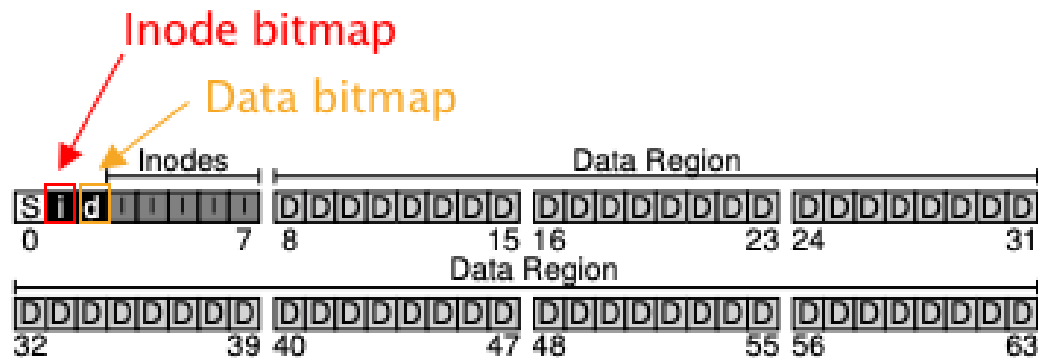 Inode bitmap
Data bitmap
Inodes Data Region
S i d I I I I I D D D D D D D D D D D D D D D D D D D D D D D D
0 7 8 15 16 23 24 31
Data Region
D D D D D D D D D D D D D D D D D D D D D D D D D D D D D D D D
32 39 40 47 48 55 56 63